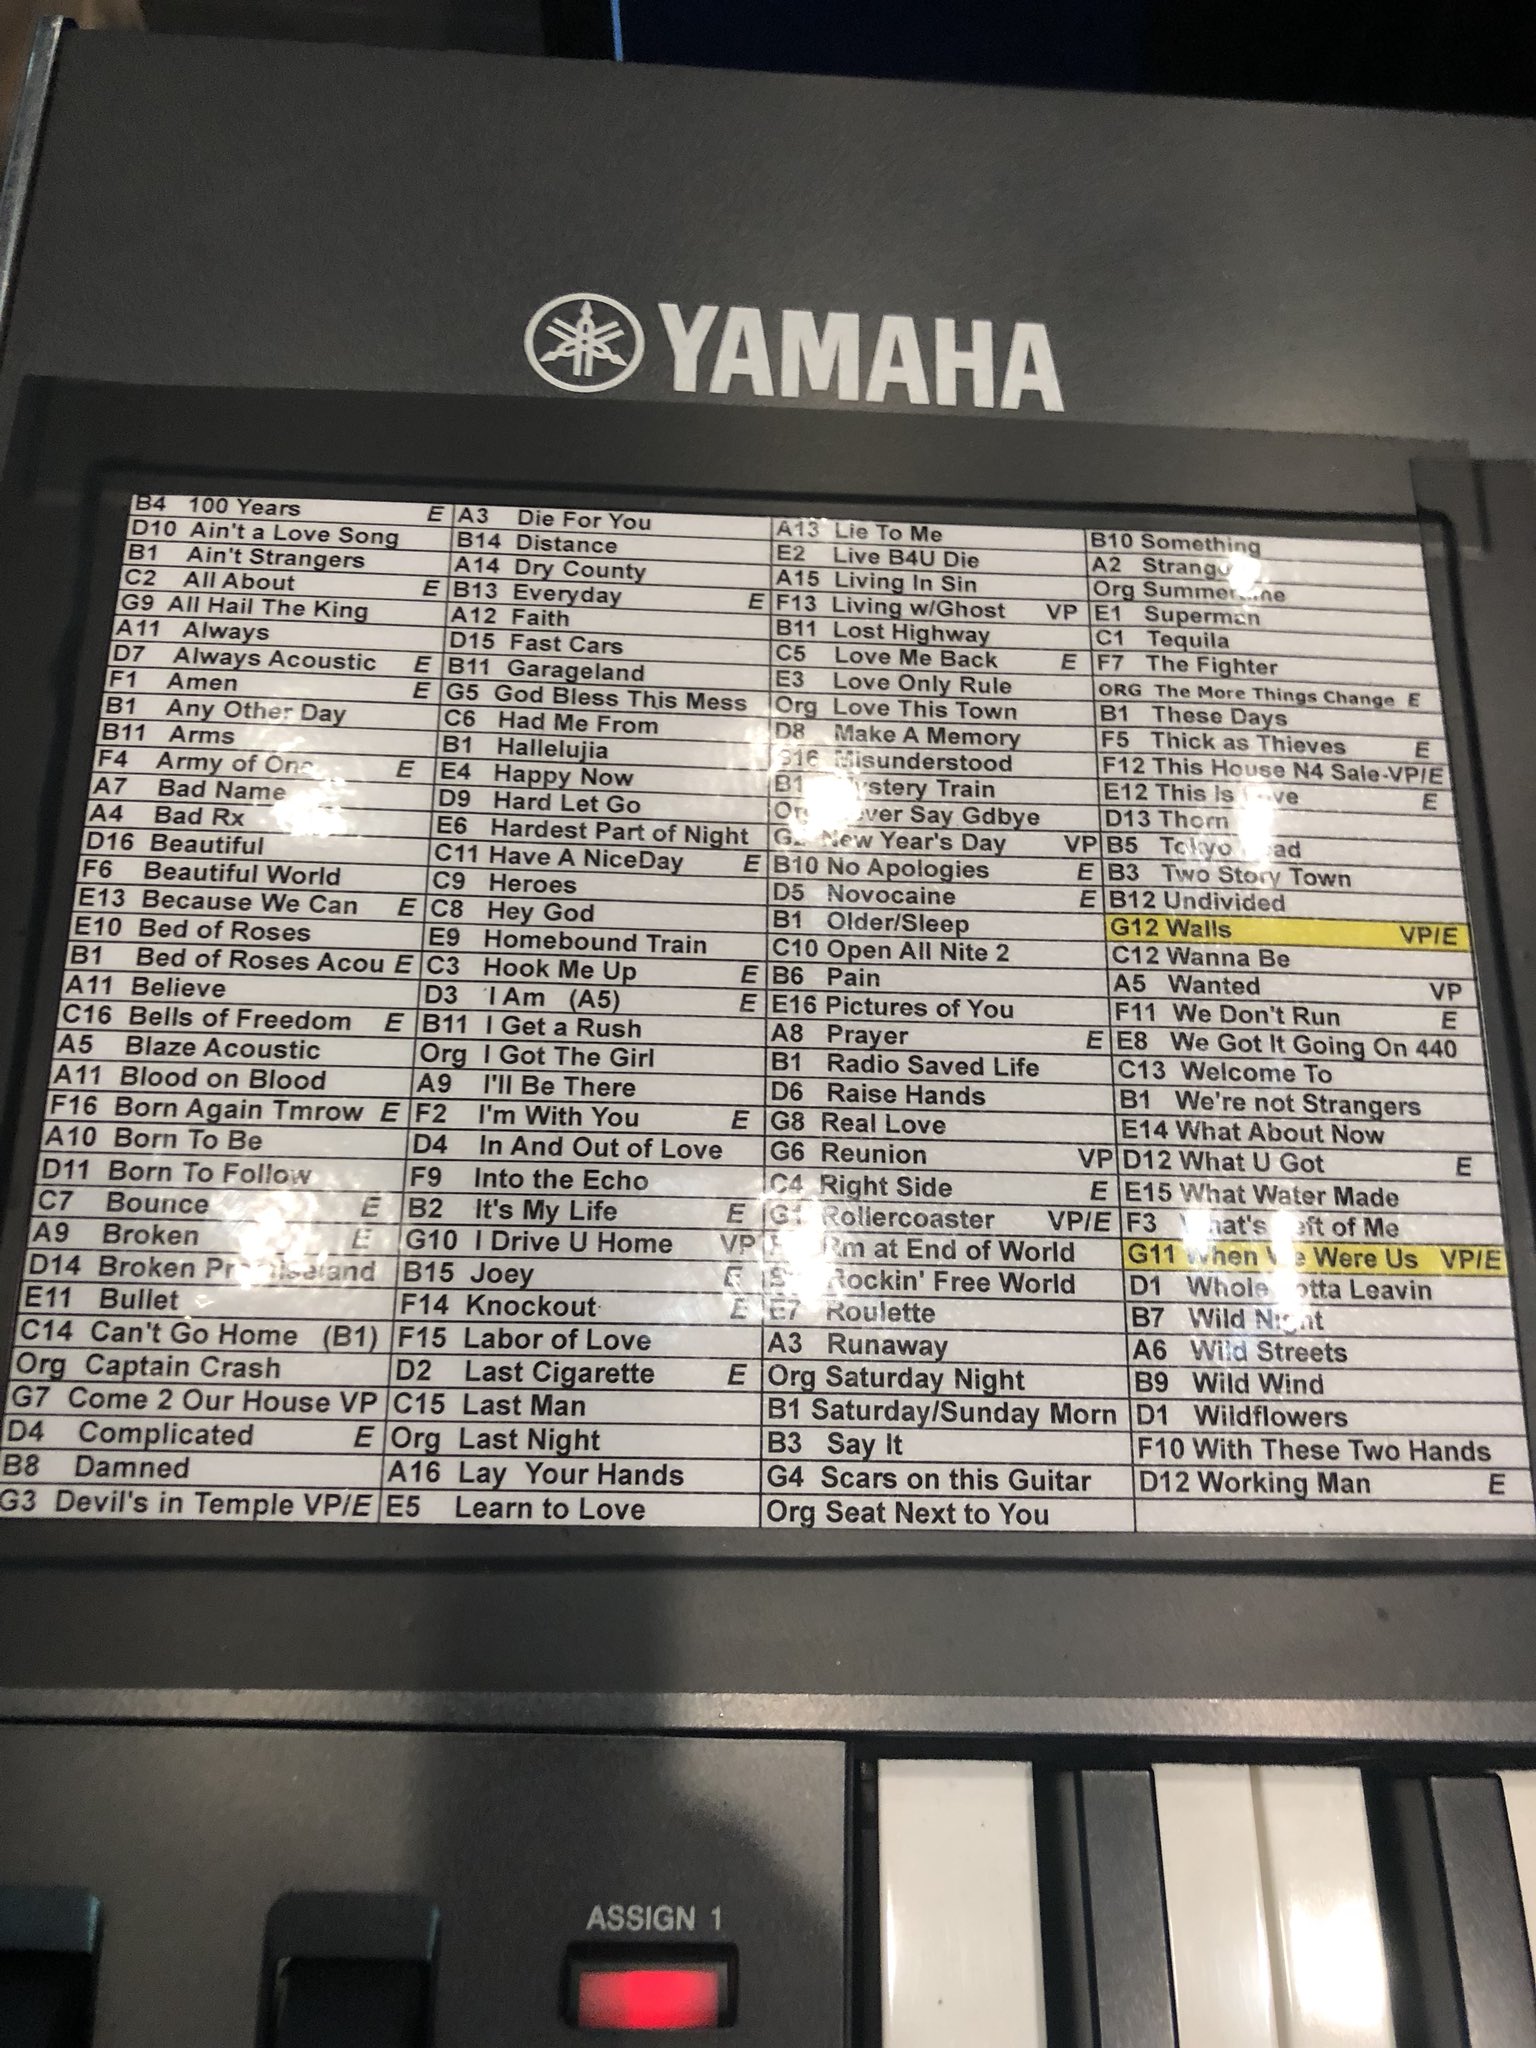 YAMAHA
B4 100 Years E
D10 Ain't a Love Song
B1 Ain't Strangers
C2 All About E
G9 All Hail The King
A11 Always
D7 Always Acoustic E
F1 Amen E
B1 Any Other Day
B11 Arms
F4 Army of One E
A7 Bad Name
A4 Bad Rx
D16 Beautiful
F6 Beautiful World
E13 Because We Can E
E10 Bed of Roses
B1 Bed of Roses Acou E
A11 Believe
C16 Bells of Freedom E
A5 Blaze Acoustic
A11 Blood on Blood
F16 Born Again Tmrow E
A10 Born To Be
D11 Born To Follow
C7 Bounce E
A9 Broken E
D14 Broken
E11 Bullet
C14 Can't Go Home (B1)
Org Captain Crash
G7 Come 2 Our House VP
D4 Complicated E
B8 Damned
G3 Devil's in Temple VP/E
A3 Die For You
B14 Distance
A14 Dry County
B13 Everyday E
A12 Faith
D15 Fast Cars
B11 Garageland
G5 God Bless This Mess
C6 Had Me From
B1 Hallelujia
E4 Happy Now
D9 Hard Let Go
E6 Hardest Part of Night
C11 Have A NiceDay E
C9 Heroes
C8 Hey God
E9 Homebound Train
C3 Hook Me Up E
D3 I Am (A5) E
B11 I Get a Rush
Org I Got The Girl
A9 I'll Be There
F2 I'm With You E
D4 In And Out of Love
F9 Into the Echo
B2 It's My Life E
G10 I Drive U Home VP
B15 Joey E
F14 Knockout E
F15 Labor of Love
D2 Last Cigarette E
C15 Last Man
Org Last Night
A16 Lay Your Hands
E5 Learn to Love
A13 Lie To Me
E2 Live B4U Die
A15 Living In Sin
F13 Living w/Ghost VP
B11 Lost Highway
C5 Love Me Back E
E3 Love Only Rule
Org Love This Town
D8 Make A Memory
Misunderstood
Train
Say Gdbye
New Year's Day VP
B10 No Apologies E
D5 Novocaine E
B1 Older/Sleep
C10 Open All Nite 2
B6 Pain
E16 Pictures of You
A8 Prayer E
B1 Radio Saved Life
D6 Raise Hands
G8 Real Love
G6 Reunion VP
C4 Right Side E
Rollercoaster VP/E
Rm at End of World
Rockin' Free World
E7 Roulette
A3 Runaway
Org Saturday Night
B1 Saturday/Sunday Morn
B3 Say It
G4 Scars on this Guitar
Org Seat Next to You
B10 Something
A2
Org
E1 Superman
C1 Tequila
F7 The Fighter
ORG The More Things Change E
B1 These Days
F5 Thick as Thieves E
F12 This House N4 Sale-VP/E
E12 This Is E
D13 Thorn
B5 Tokyo
B3 Two Story Town
B12 Undivided
G12 Walls VP/E
C12 Wanna Be
A5 Wanted VP
F11 We Don't Run E
E8 We Got It Going On 440
C13 Welcome To
B1 We're not Strangers
E14 What About Now
D12 What U Got E
E15 What Water Made
F3 of Me
G11 When Were Us VP/E
D1 Leavin
B7 Wild Night
A6 Wild Streets
B9 Wild Wind
D1 Wildflowers
F10 With These Two Hands
D12 Working Man E
ASSIGN 1